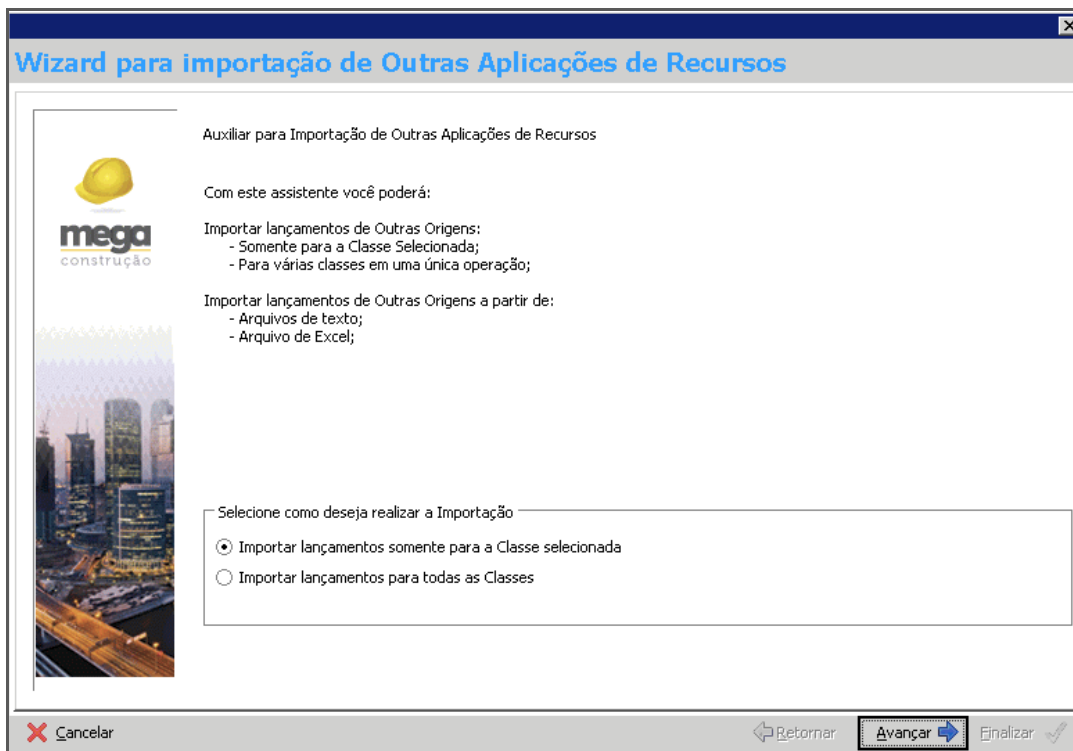 Wizard para importação de Outras Aplicações de Recursos
mega
construção
Auxiliar para Importação de Outras Aplicações de Recursos
Com este assistente você poderá:
Importar lançamentos de Outras Origens:
- Somente para a Classe Selecionada;
- Para várias classes em uma única operação;
Importar lançamentos de Outras Origens a partir de:
- Arquivos de texto;
- Arquivo de Excel;
Selecione como deseja realizar a Importação
Importar lançamentos somente para a Classe selecionada
Importar lançamentos para todas as Classes
Cancelar
Retornar
Avançar
Finalizar